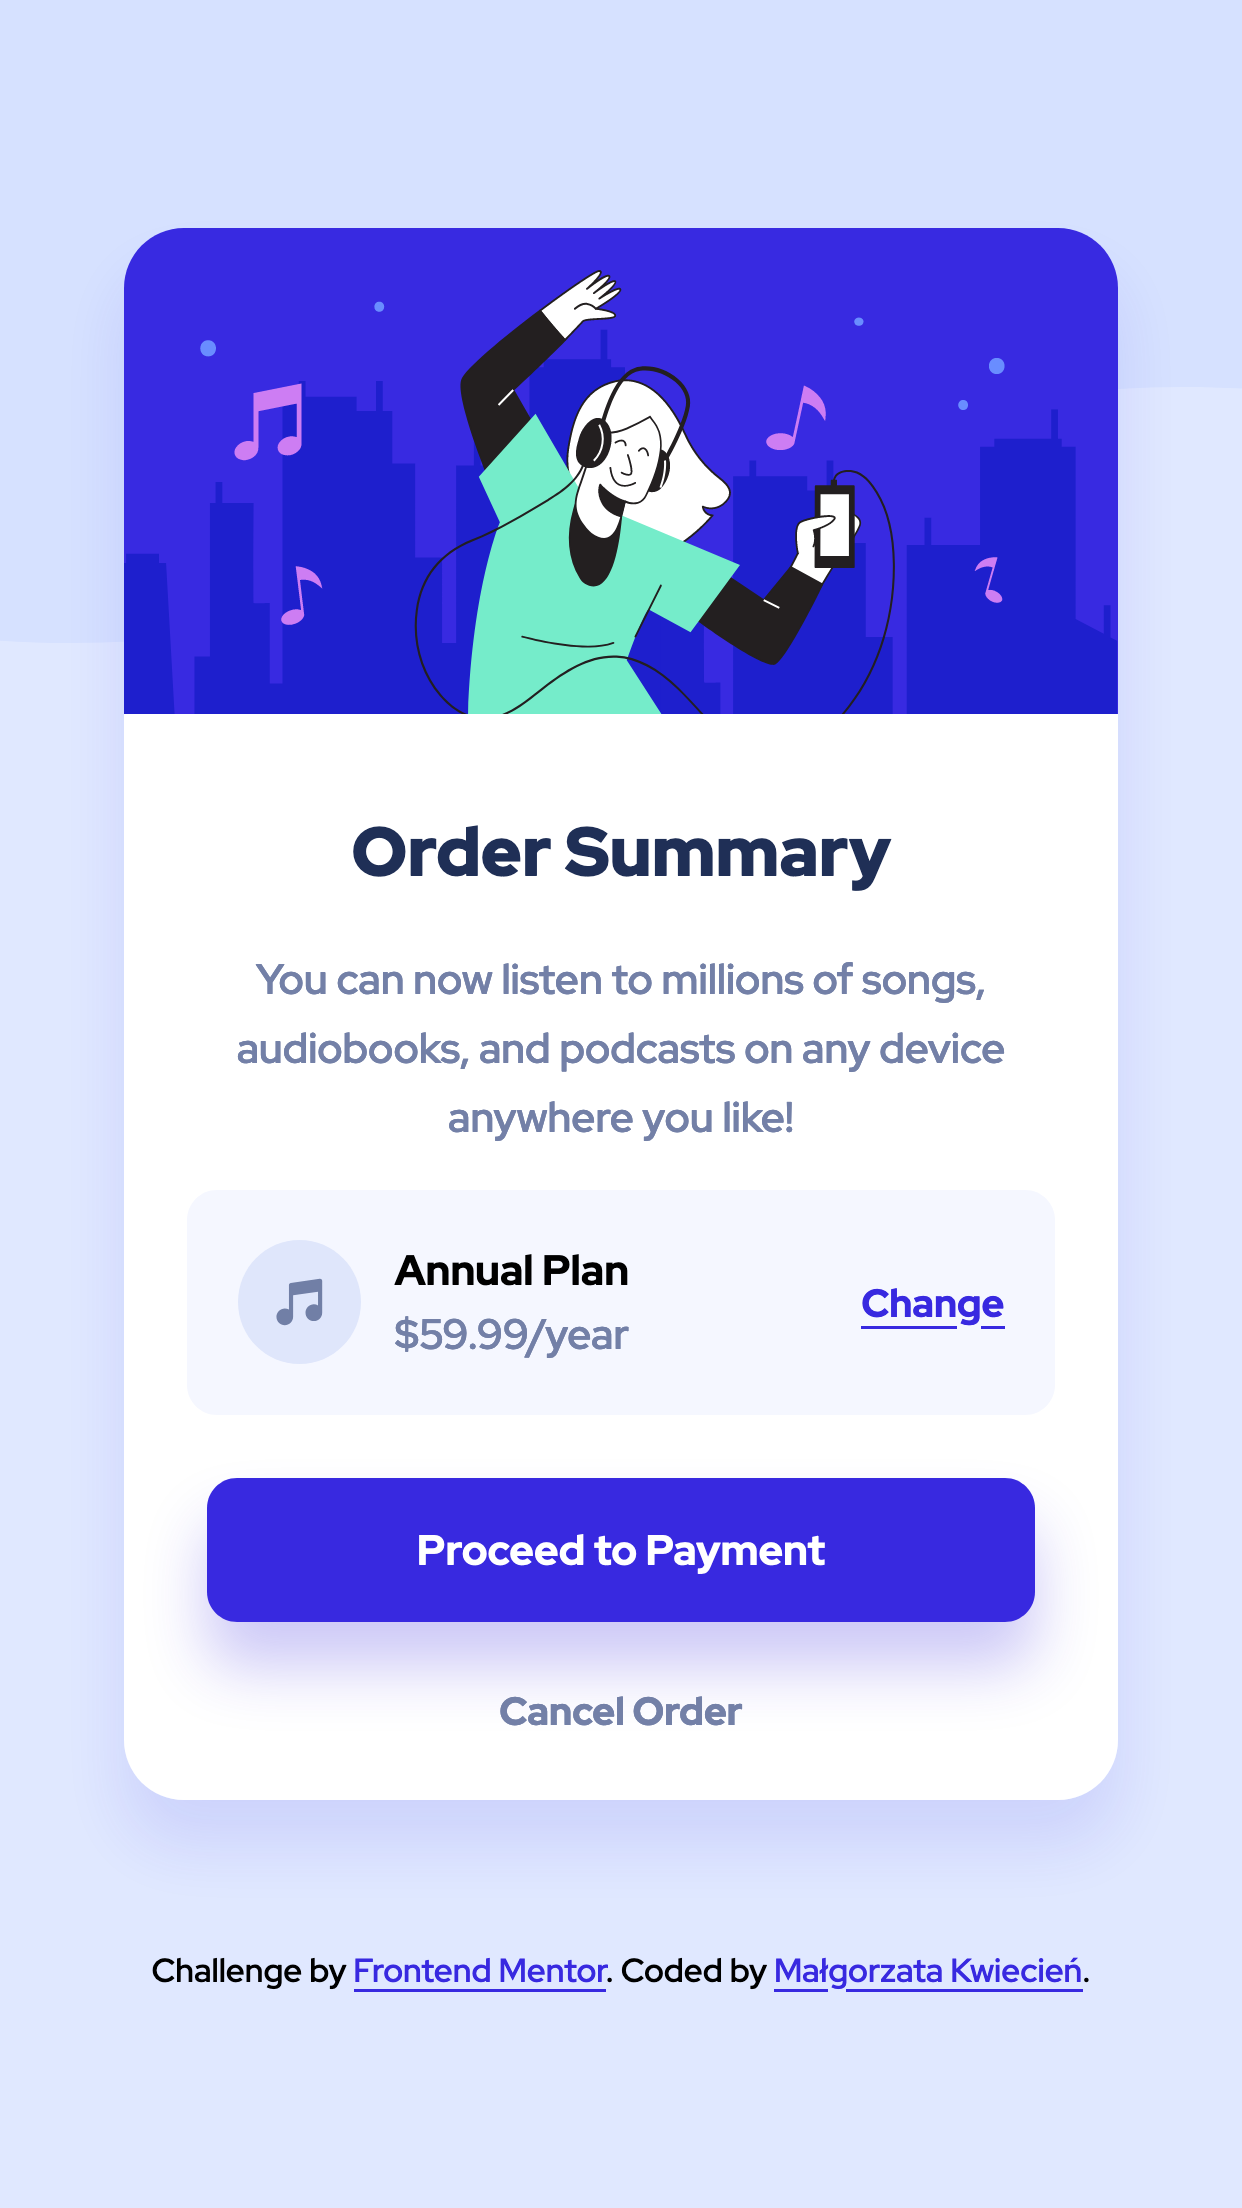 Order Summary
You can now listen to millions of songs,
audiobooks, and podcasts on any device
anywhere you like!
Annual Plan
$59.99/year
Change
Proceed to Payment
Cancel Order
Challenge by Frontend Mentor. Coded by Małgorzata Kwiecień.